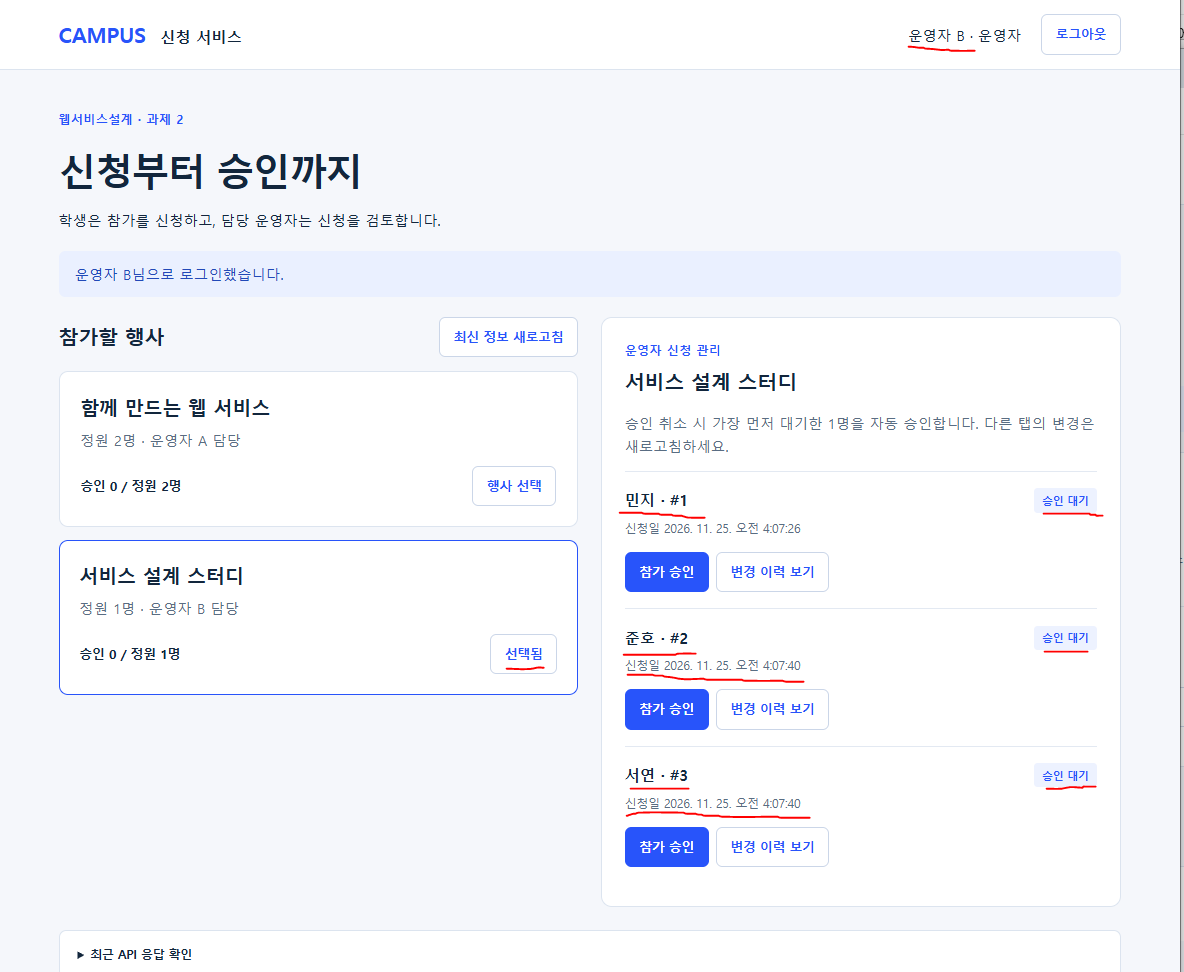 CAMPUS 신청 서비스
운영자 B · 운영자
로그아웃
웹서비스설계 · 과제 2
신청부터 승인까지
학생은 참가를 신청하고, 담당 운영자는 신청을 검토합니다.
운영자 B님으로 로그인했습니다.
참가할 행사
최신 정보 새로고침
함께 만드는 웹 서비스
정원 2명 · 운영자 A 담당
승인 0 / 정원 2명
행사 선택
서비스 설계 스터디
정원 1명 · 운영자 B 담당
승인 0 / 정원 1명
선택됨
운영자 신청 관리
서비스 설계 스터디
승인 취소 시 가장 먼저 대기한 1명을 자동 승인합니다. 다른 탭의 변경은
새로고침하세요.
민지 · #1
승인 대기
신청일 2026. 11. 25. 오전 4:07:26
참가 승인
변경 이력 보기
준호 · #2
승인 대기
신청일 2026. 11. 25. 오전 4:07:40
참가 승인
변경 이력 보기
서연 · #3
승인 대기
신청일 2026. 11. 25. 오전 4:07:40
참가 승인
변경 이력 보기
▶ 최근 API 응답 확인